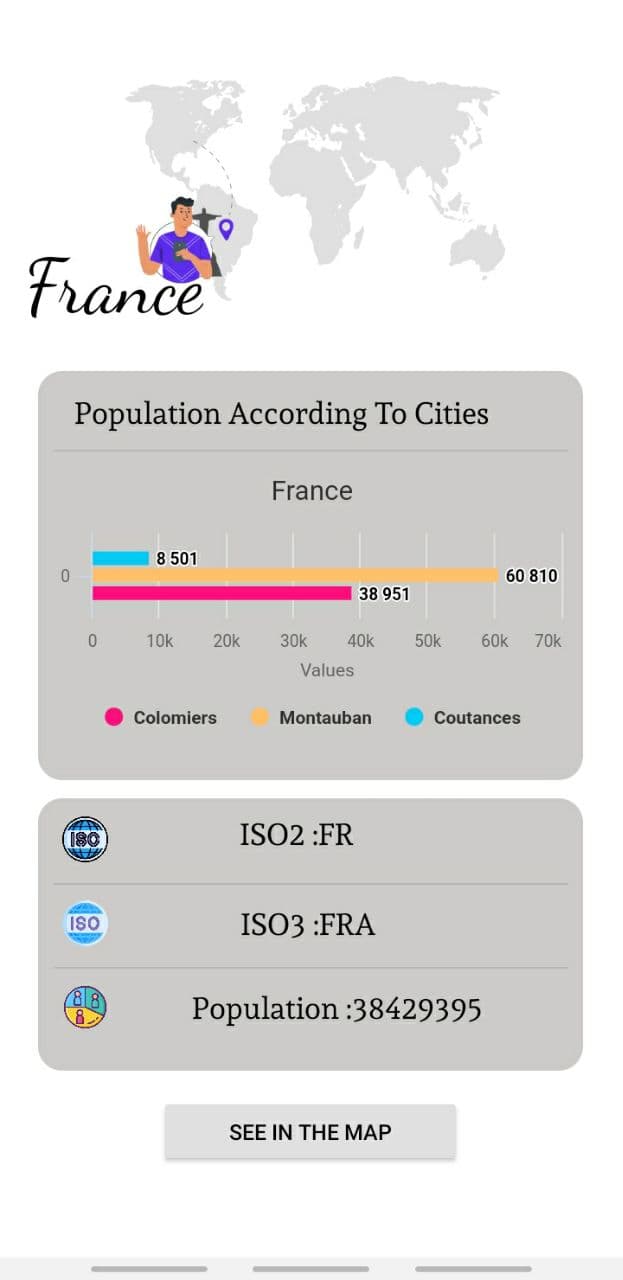 France
Population According To Cities
France
8 501
0
60 810
38 951
0 10k 20k 30k 40k 50k 60k 70k
Values
Colomiers Montauban Coutances
ISO ISO2 :FR
ISO ISO3 :FRA
Population :38429395
SEE IN THE MAP